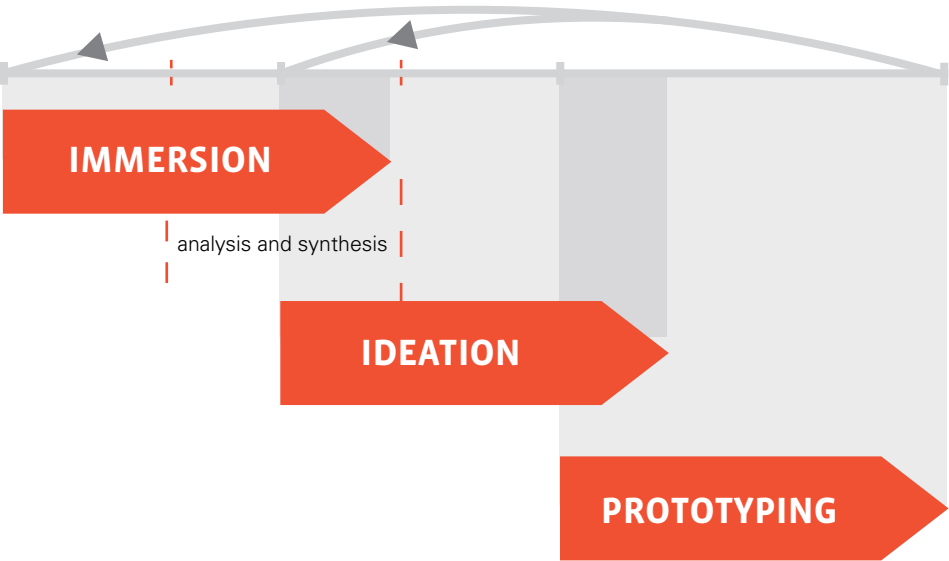 IMMERSION
analysis and synthesis
IDEATION
PROTOTYPING